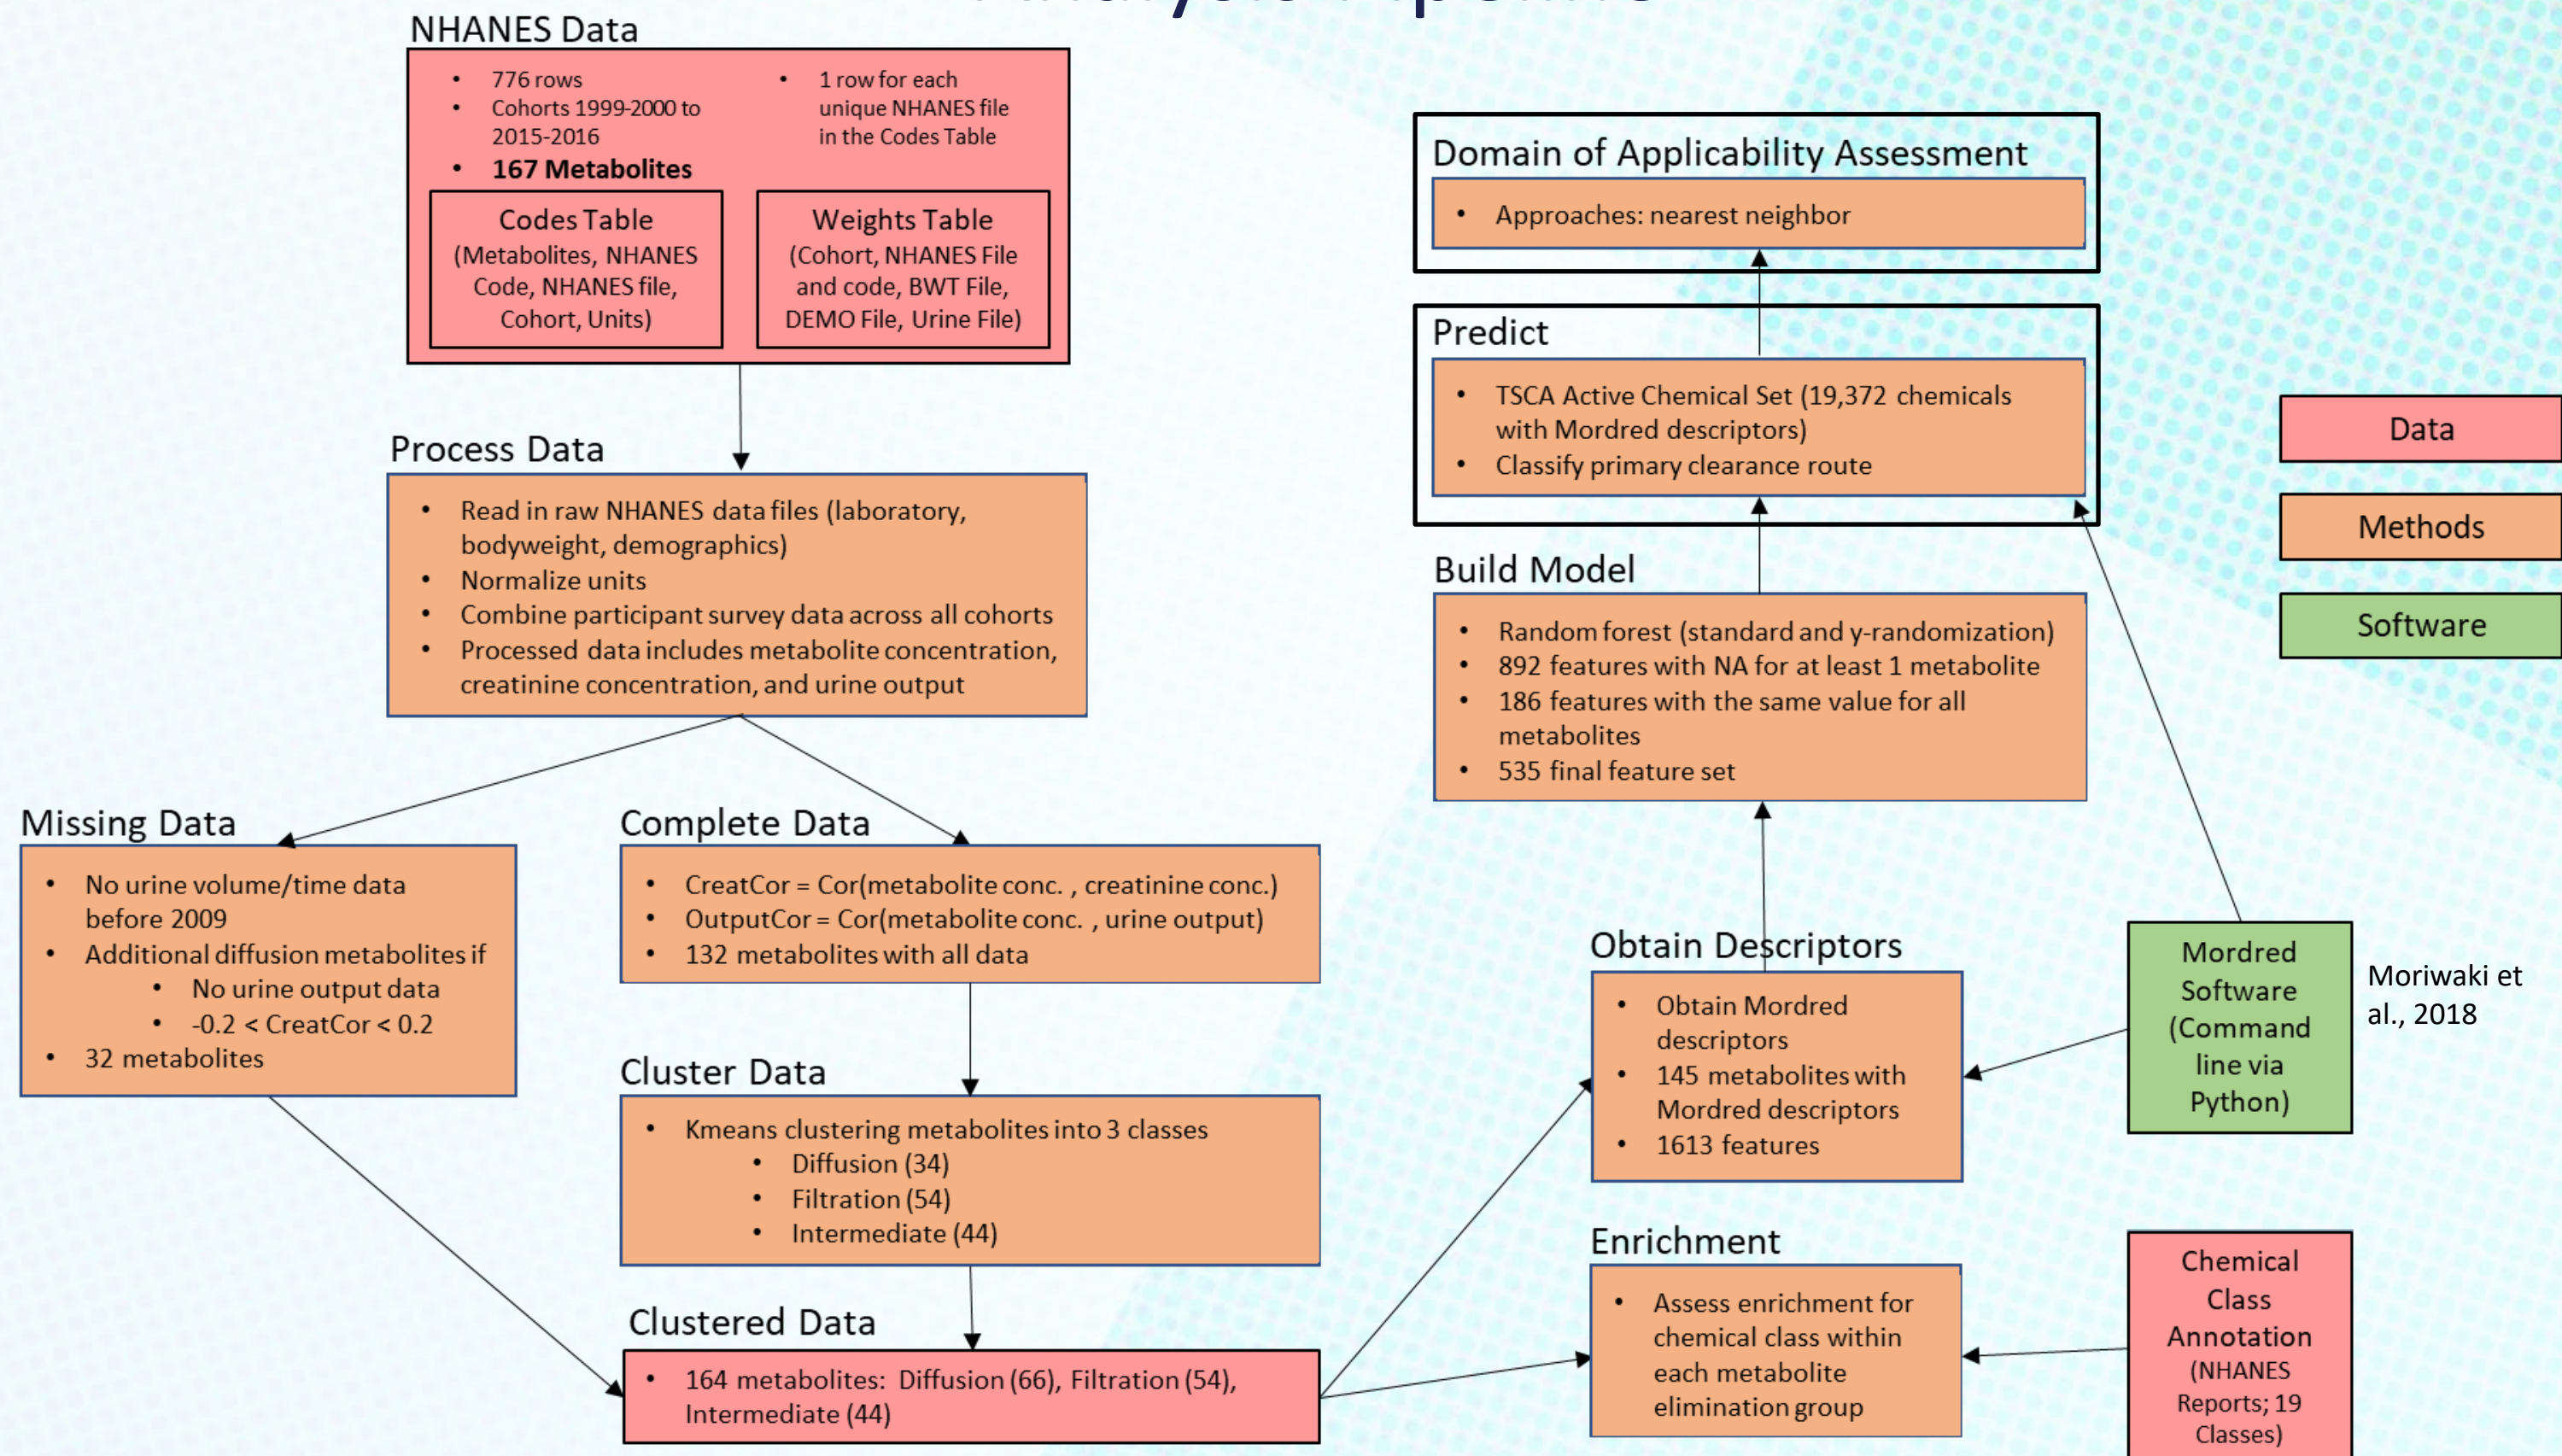 NHANES Data
• 776 rows
• Cohorts 1999-2000 to
2015-2016
• 167 Metabolites
• 1 row for each
unique NHANES file
in the Codes Table
Codes Table
(Metabolites, NHANES
Code, NHANES file,
Cohort, Units)
Weights Table
(Cohort, NHANES File
and code, BWT File,
DEMO File, Urine File)
Process Data
• Read in raw NHANES data files (laboratory,
bodyweight, demographics)
• Normalize units
• Combine participant survey data across all cohorts
• Processed data includes metabolite concentration,
creatinine concentration, and urine output
Missing Data
• No urine volume/time data
before 2009
• Additional diffusion metabolites if
• No urine output data
• -0.2 < CreatCor < 0.2
• 32 metabolites
Complete Data
• CreatCor = Cor(metabolite conc. , creatinine conc.)
• OutputCor = Cor(metabolite conc. , urine output)
• 132 metabolites with all data
Cluster Data
• Kmeans clustering metabolites into 3 classes
• Diffusion (34)
• Filtration (54)
• Intermediate (44)
Clustered Data
• 164 metabolites: Diffusion (66), Filtration (54),
Intermediate (44)
Domain of Applicability Assessment
• Approaches: nearest neighbor
Predict
• TSCA Active Chemical Set (19,372 chemicals
with Mordred descriptors)
• Classify primary clearance route
Build Model
• Random forest (standard and y-randomization)
• 892 features with NA for at least 1 metabolite
• 186 features with the same value for all
metabolites
• 535 final feature set
Obtain Descriptors
• Obtain Mordred
descriptors
• 145 metabolites with
Mordred descriptors
• 1613 features
Enrichment
• Assess enrichment for
chemical class within
each metabolite
elimination group
Data
Methods
Software
Mordred
Software
(Command
line via
Python)
Moriwaki et
al., 2018
Chemical
Class
Annotation
(NHANES
Reports; 19
Classes)